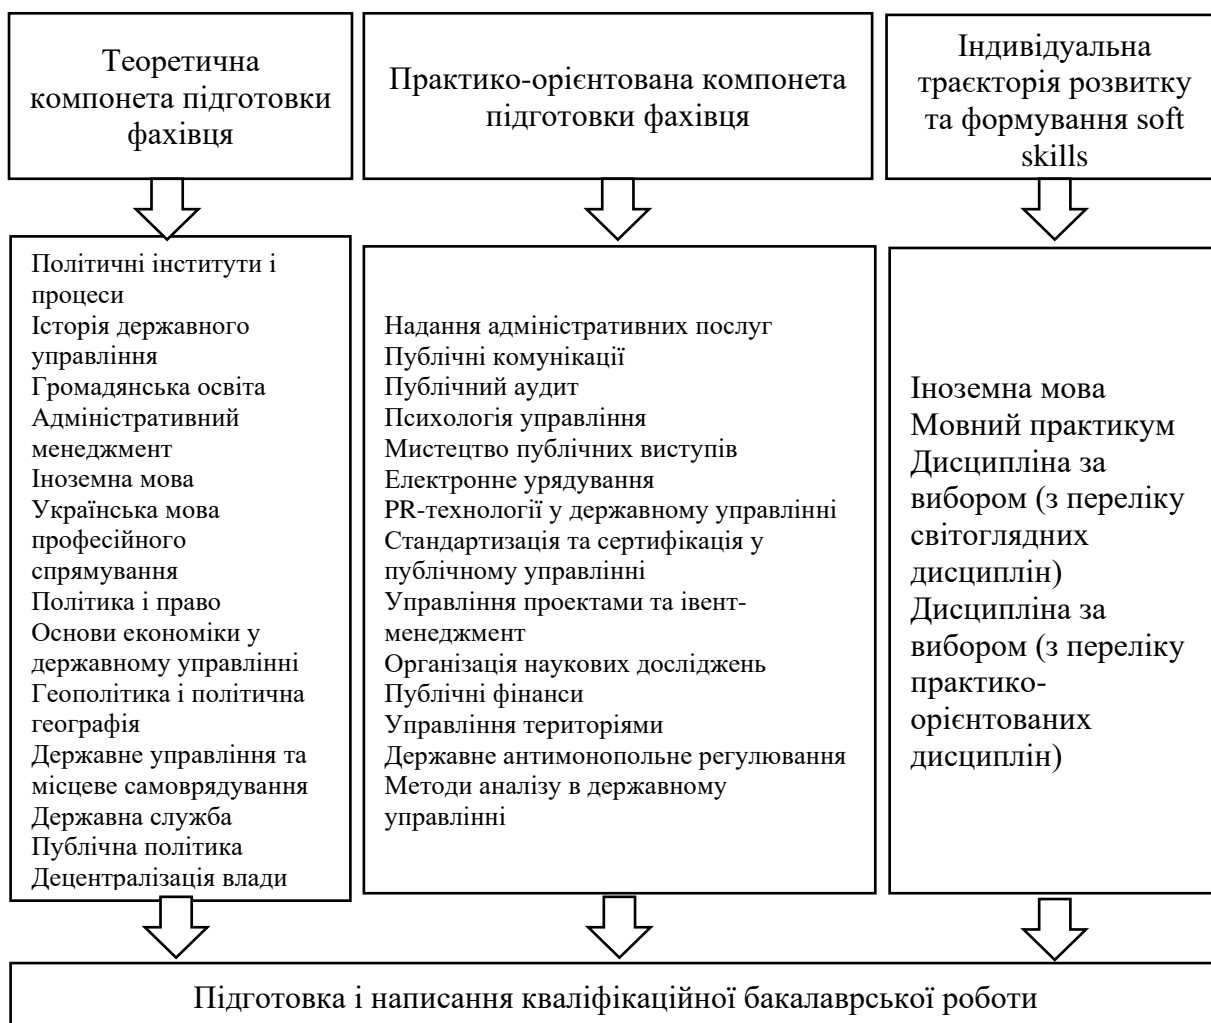 Теоретична
компонета підготовки
фахівця
Практико-орієнтована компонета
підготовки фахівця
Індивідуальна
траєкторія розвитку
та формування soft
skills
Політичні інститути і
процеси
Історія державного
управління
Громадянська освіта
Адміністративний
менеджмент
Іноземна мова
Українська мова
професійного
спрямування
Політика і право
Основи економіки у
державному управлінні
Геополітика і політична
географія
Державне управління та
місцеве самоврядування
Державна служба
Публічна політика
Децентралізація влади
Надання адміністративних послуг
Публічні комунікації
Публічний аудит
Психологія управління
Мистецтво публічних виступів
Електронне урядування
PR-технології у державному управлінні
Стандартизація та сертифікація у
публічному управлінні
Управління проектами та івент-
менеджмент
Організація наукових досліджень
Публічні фінанси
Управління територіями
Державне антимонопольне регулювання
Методи аналізу в державному
управлінні
Іноземна мова
Мовний практикум
Дисципліна за
вибором (з переліку
світоглядних
дисциплін)
Дисципліна за
вибором (з переліку
практико-
орієнтованих
дисциплін)
Підготовка і написання кваліфікаційної бакалаврської роботи